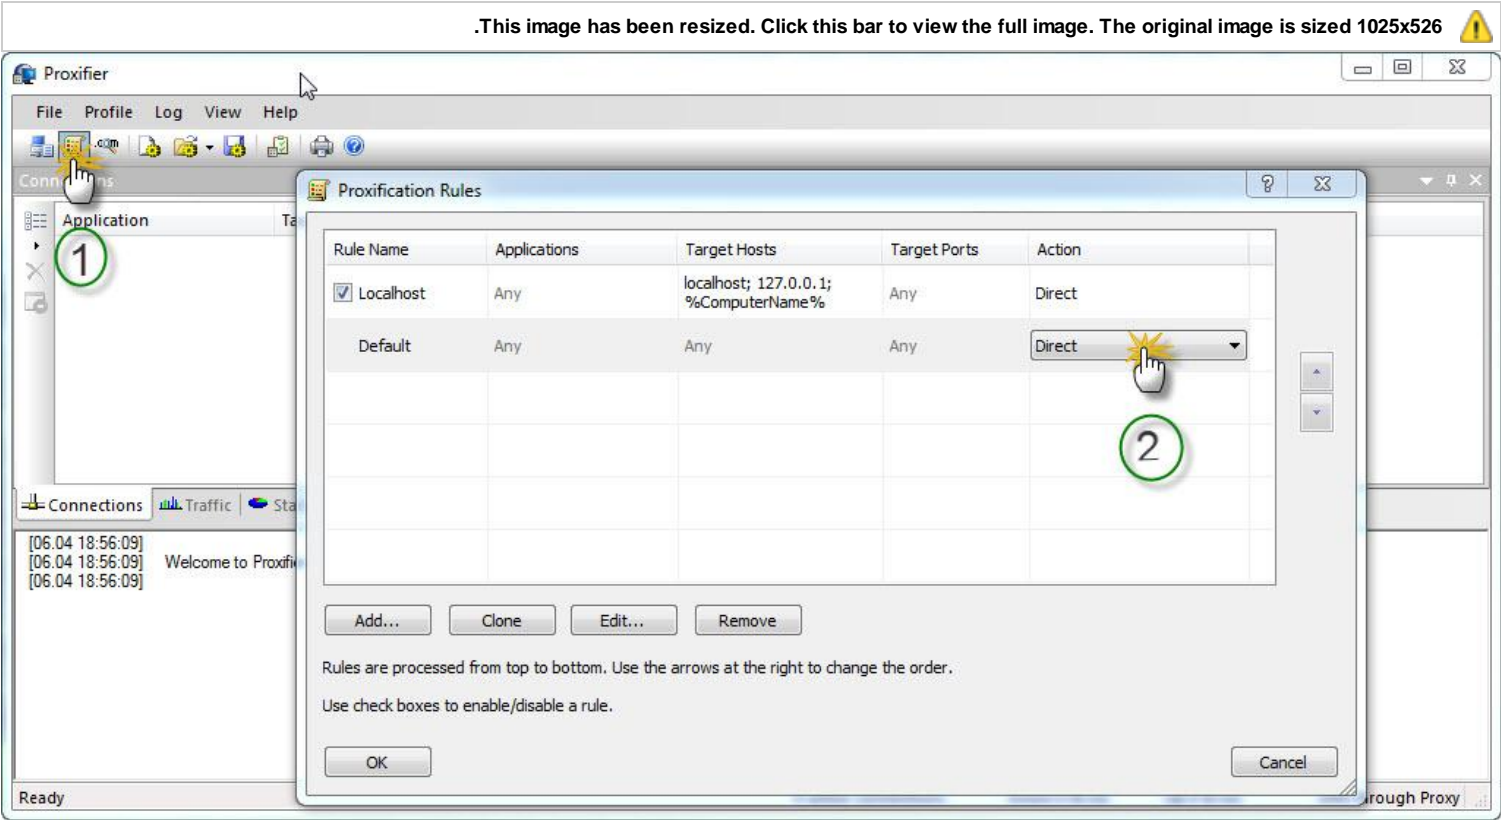 .This image has been resized. Click this bar to view the full image. The original image is sized 1025x526
Proxifier
File Profile Log View Help
.com
Proxification Rules
Application
1
Rule Name Applications Target Hosts Target Ports Action
Localhost Any localhost; 127.0.0.1; %ComputerName% Any Direct
Default Any Any Any Direct
2
Connections Traffic
[06.04 18:56:09]
[06.04 18:56:09] Welcome to Proxifie
[06.04 18:56:09]
Add... Clone Edit... Remove
Rules are processed from top to bottom. Use the arrows at the right to change the order.
Use check boxes to enable/disable a rule.
OK Cancel
Ready rough Proxy